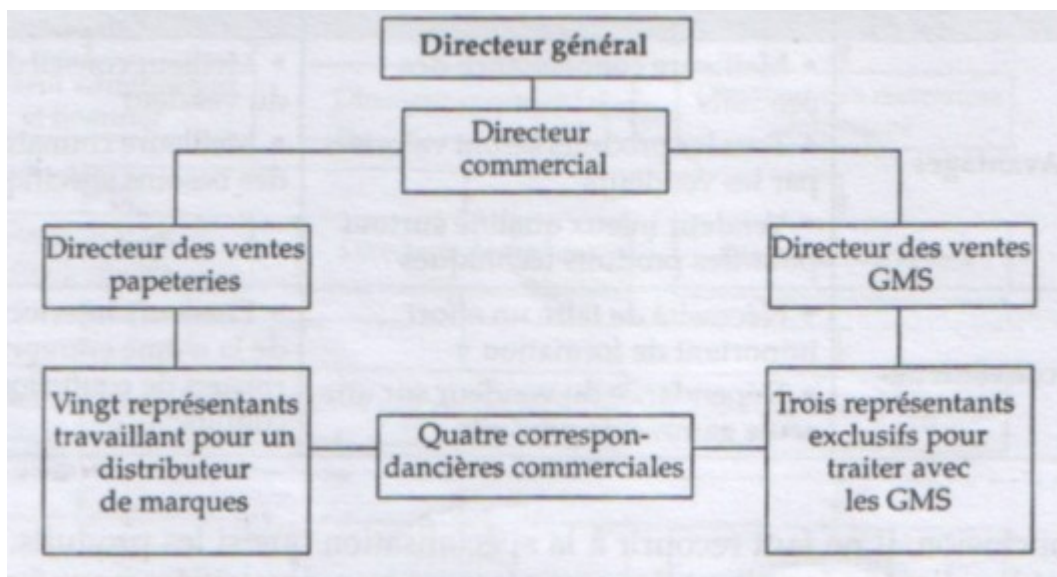 Directeur général
Directeur
commercial
Directeur des ventes
papeteries
Directeur des ventes
GMS
Vingt représentants
travaillant pour un
distributeur
de marques
Quatre correspon-
dancières commerciales
Trois représentants
exclusifs pour
traiter avec
les GMS